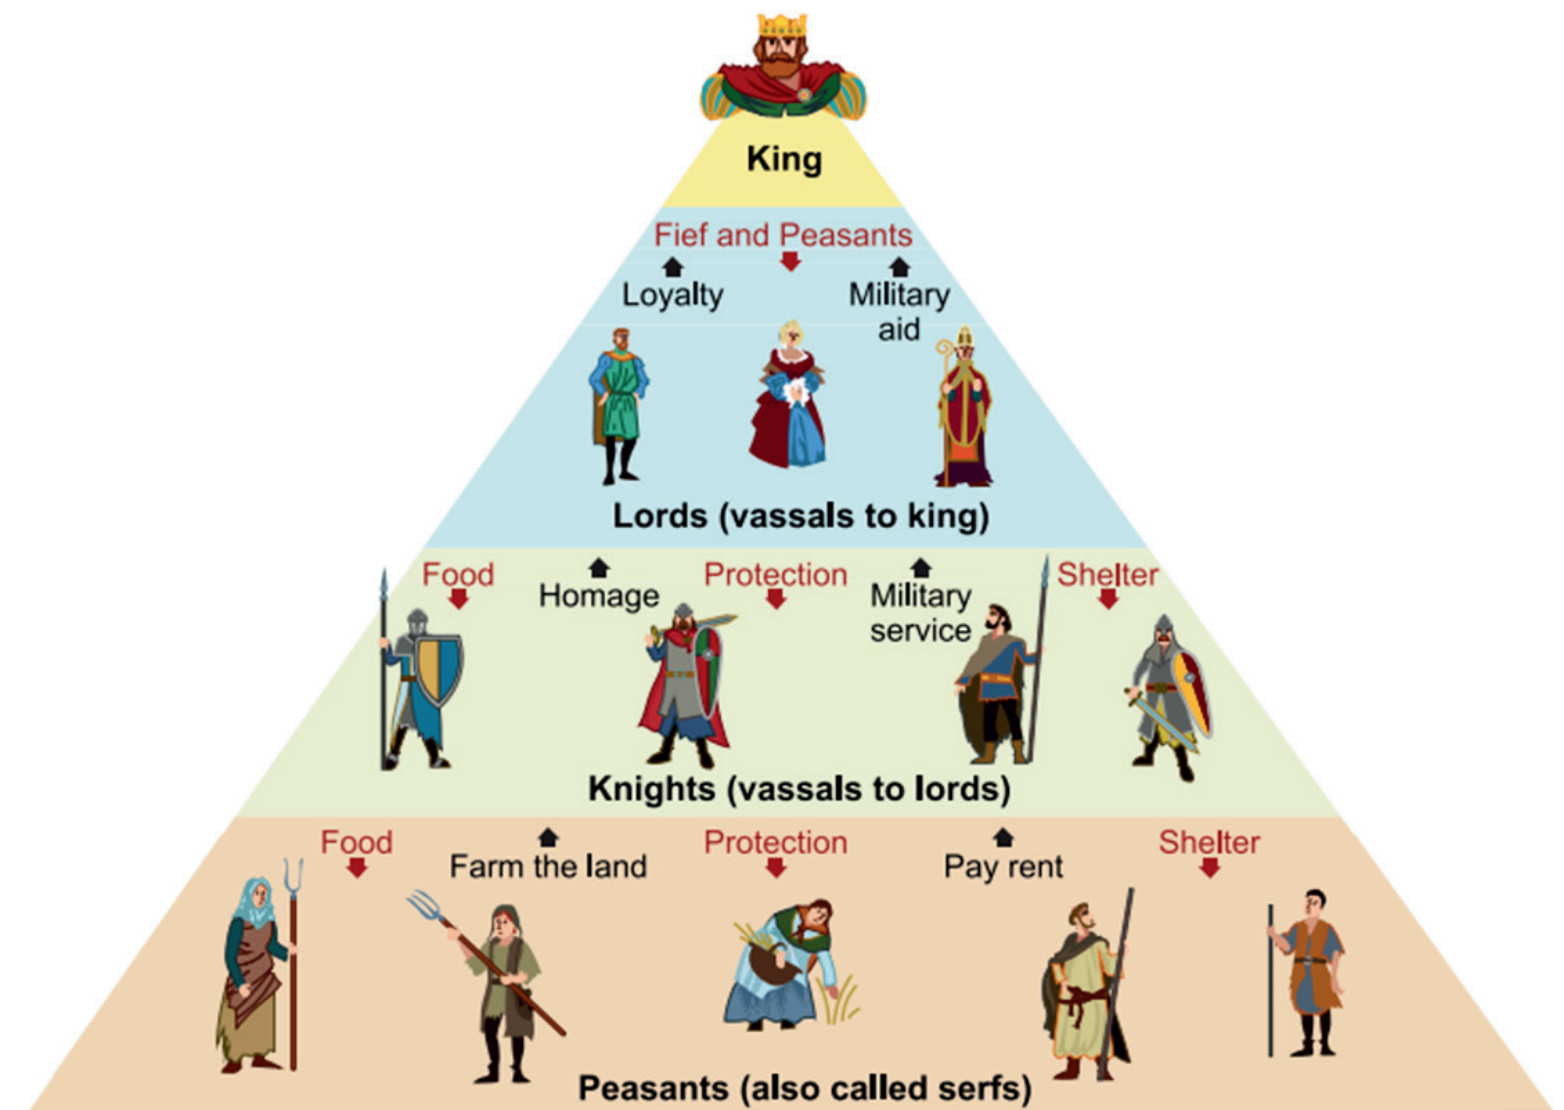 King
Fief and Peasants
Loyalty
Military
aid
Lords (vassals to king)
Food
Homage
Protection
Military
service
Shelter
Knights (vassals to lords)
Food
Farm the land
Protection
Pay rent
Shelter
Peasants (also called serfs)